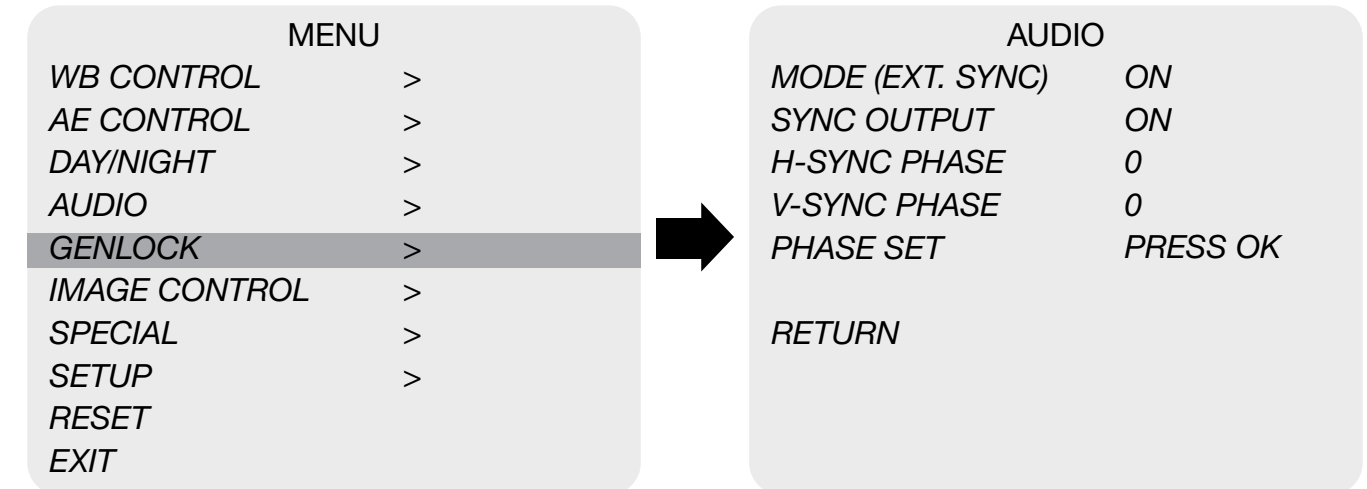 MENU
WB CONTROL >
AE CONTROL >
DAY/NIGHT >
AUDIO >
GENLOCK >
IMAGE CONTROL >
SPECIAL >
SETUP >
RESET
EXIT
AUDIO
MODE (EXT. SYNC) ON
SYNC OUTPUT ON
H-SYNC PHASE 0
V-SYNC PHASE 0
PHASE SET PRESS OK
RETURN